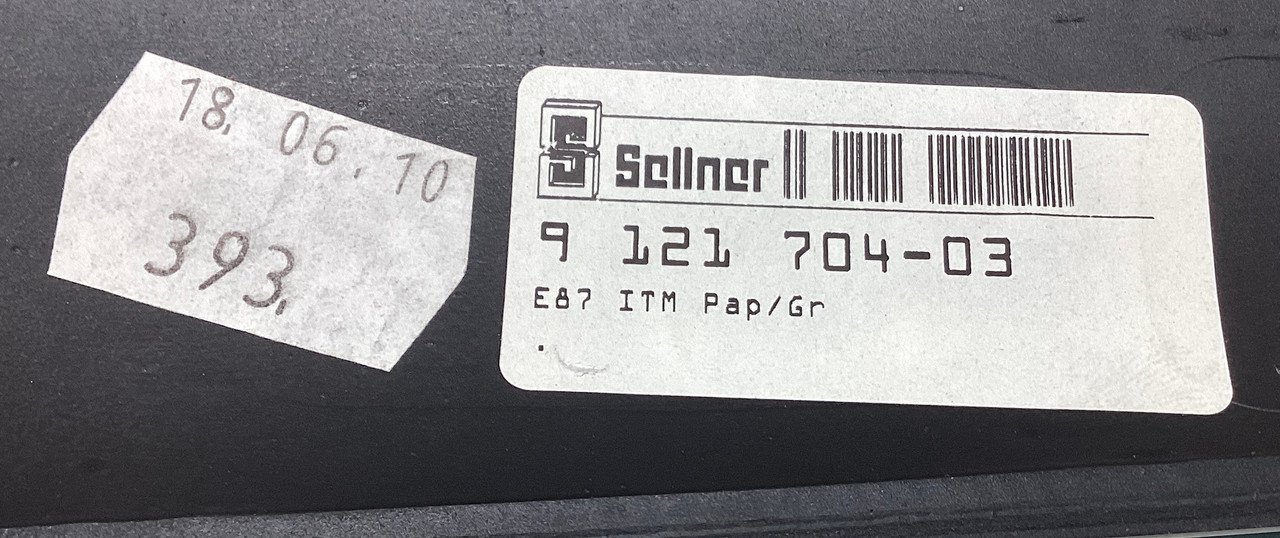 18. 06. 10
393.
Sellner
9 121 704-03
E87 ITM Pap/Gr
.